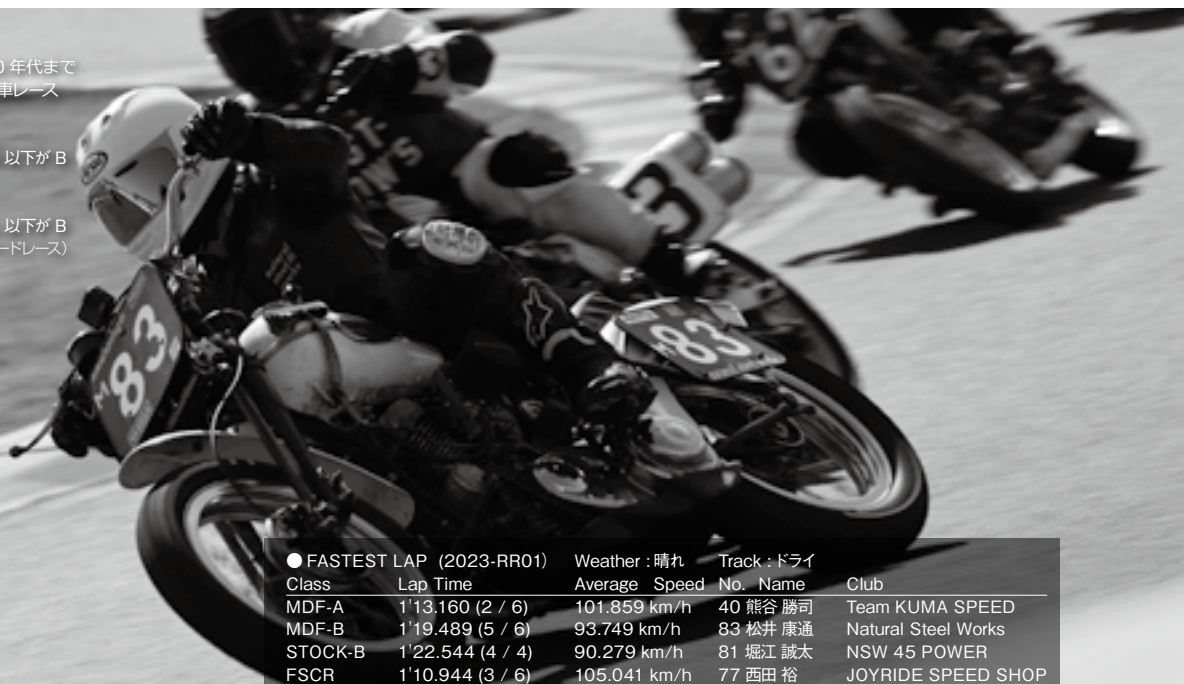 0 年代まで
車レース
以下が B
以下が B
ードレース）
3
83
M 83
● FASTEST LAP (2023-RR01) Weather : 晴れ Track : ドライ
Class Lap Time Average Speed No. Name Club
MDF-A 1'13.160 (2 / 6) 101.859 km/h 40 熊谷 勝司 Team KUMA SPEED
MDF-B 1'19.489 (5 / 6) 93.749 km/h 83 松井 康通 Natural Steel Works
STOCK-B 1'22.544 (4 / 4) 90.279 km/h 81 堀江 誠太 NSW 45 POWER
FSCR 1'10.944 (3 / 6) 105.041 km/h 77 西田 裕 JOYRIDE SPEED SHOP